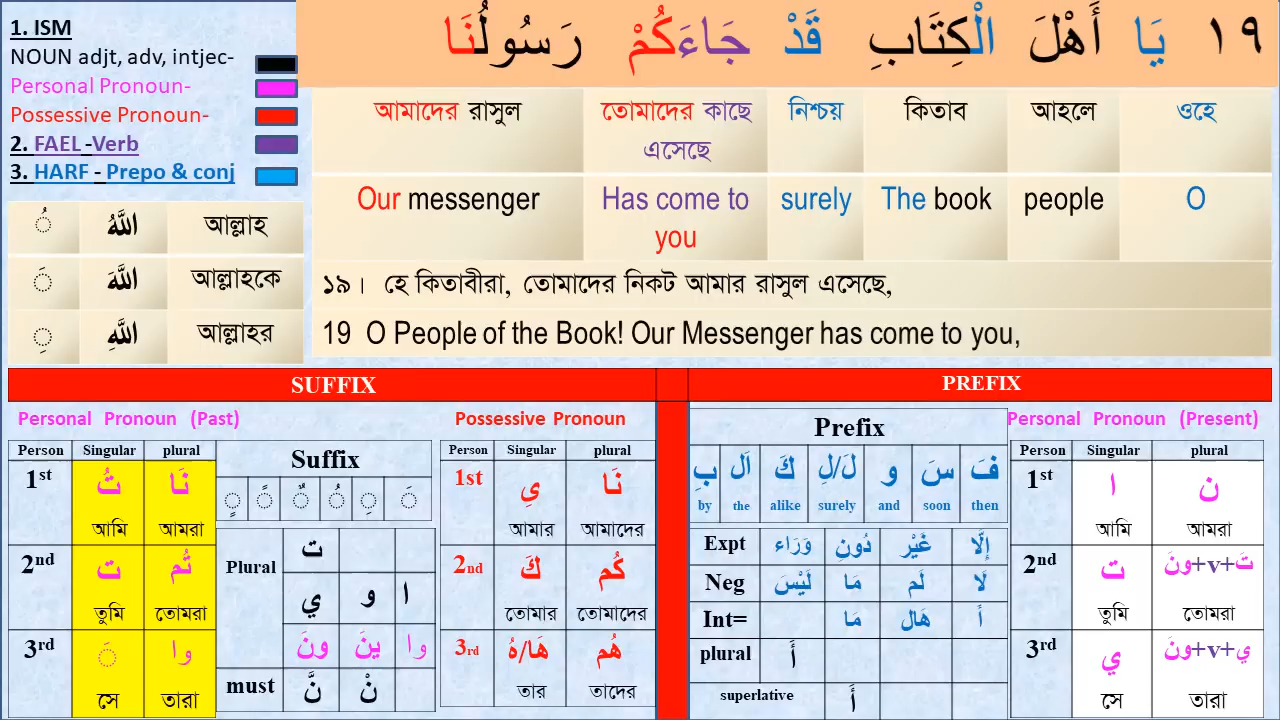 1. ISM
NOUN adjt, adv, intjec-
Personal Pronoun-
Possessive Pronoun-
2. FAEL -Verb
3. HARF - Prepo & conj
١٩ يَا أَهْلَ الْكِتَابِ قَدْ جَاءَكُمْ رَسُولُنَا
আমাদের রাসুল তোমাদের কাছে এসেছে নিশ্চয় কিতাব আহলে ওহে
Our messenger Has come to you surely The book people O
১৯। হে কিতাবীরা, তোমাদের নিকট আমার রাসুল এসেছে,
19 O People of the Book! Our Messenger has come to you,
ُ اللَّهُ আল্লাহ
َ اللَّهَ আল্লাহকে
ِ اللَّهِ আল্লাহর
SUFFIX
PREFIX
Personal Pronoun (Past)
Person Singular plural
1st تُ نَا
আমি আমরা
2nd ت تُم
তুমি তোমরা
3rd َ وا
সে তারা
Suffix
ٍ ً ٌ ُ ِ َ
Plural ت
ي و ا
ونَ ينَ وا
must نَّ نْ
Possessive Pronoun
Person Singular plural
1st ي نَا
আমার আমাদের
2nd كَ كُم
তোমার তোমাদের
3rd هَا/هُ هُم
তার তাদের
Prefix
بِ اَل كَ لَ/لِ و سَ فَ
by the alike surely and soon then
Expt وَرَاء دُونِ غَيْر إِلَّا
Neg لَيْسَ مَا لَم لَا
Int= مَا هَال أَ
plural أَ
superlative أَ
Personal Pronoun (Present)
Person Singular plural
1st ا ن
আমি আমরা
2nd ت تَ+v+ونَ
তুমি তোমরা
3rd ي ي+v+ونَ
সে তারা